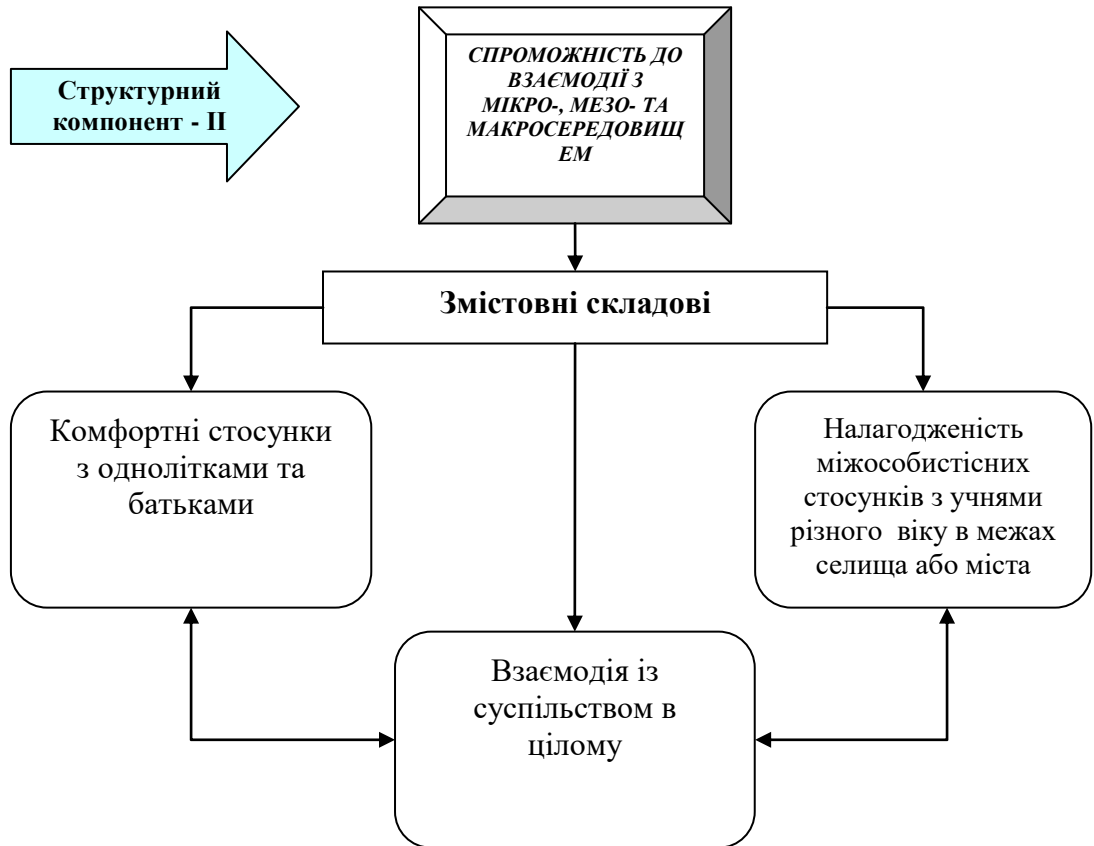 Структурний
компонент - II
СПРОМОЖНІСТЬ ДО
ВЗАЄМОДІЇ З
МІКРО-, МЕЗО- ТА
МАКРОСЕРЕДОВИЩ
ЕМ
Змістовні складові
Комфортні стосунки
з однолітками та
батьками
Налагодженість
міжособистісних
стосунків з учнями
різного віку в межах
селища або міста
Взаємодія із
суспільством в
цілому